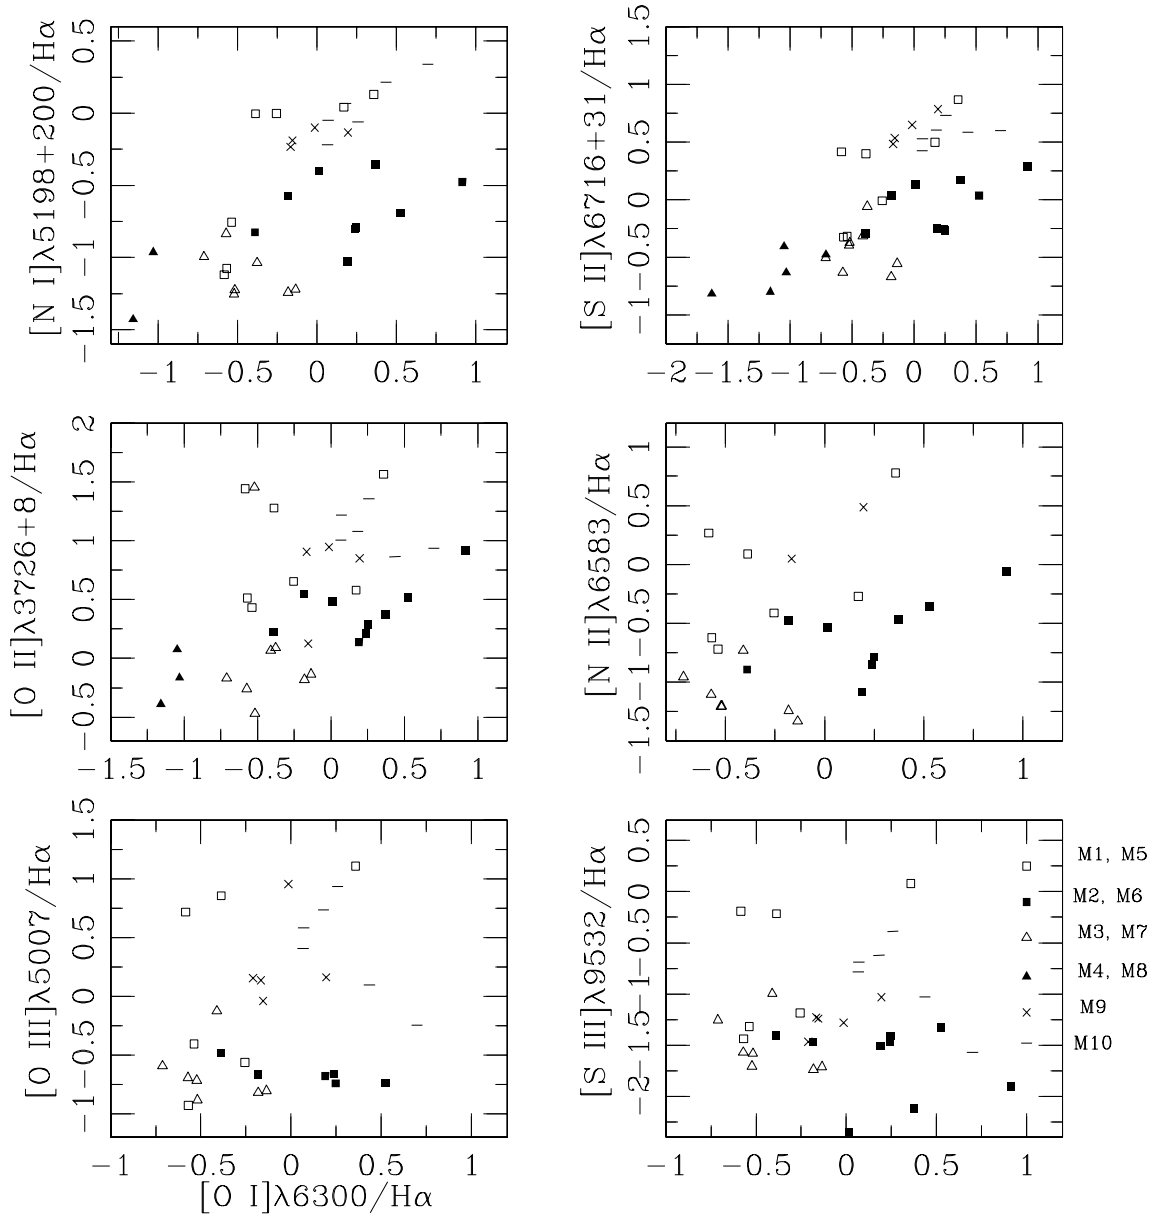 [N I]λ5198+200/Hα
0.5
0
−0.5
−1
−1.5
−1 −0.5 0 0.5 1
[S II]λ6716+31/Hα
1.5
1
0.5
0
−0.5
−1
−2 −1.5 −1 −0.5 0 0.5 1
[O II]λ3726+8/Hα
2
1.5
1
0.5
0
−0.5
−1.5 −1 −0.5 0 0.5 1
[N II]λ6583/Hα
1
0.5
0
−0.5
−1
−1.5
−0.5 0 0.5 1
[O III]λ5007/Hα
1.5
1
0.5
0
−0.5
−1
−1 −0.5 0 0.5 1
[O I]λ6300/Hα
[S III]λ9532/Hα
0.5
0
−0.5
−1
−1.5
−2
−1 −0.5 0 0.5 1
M1, M5
M2, M6
M3, M7
M4, M8
M9
M10